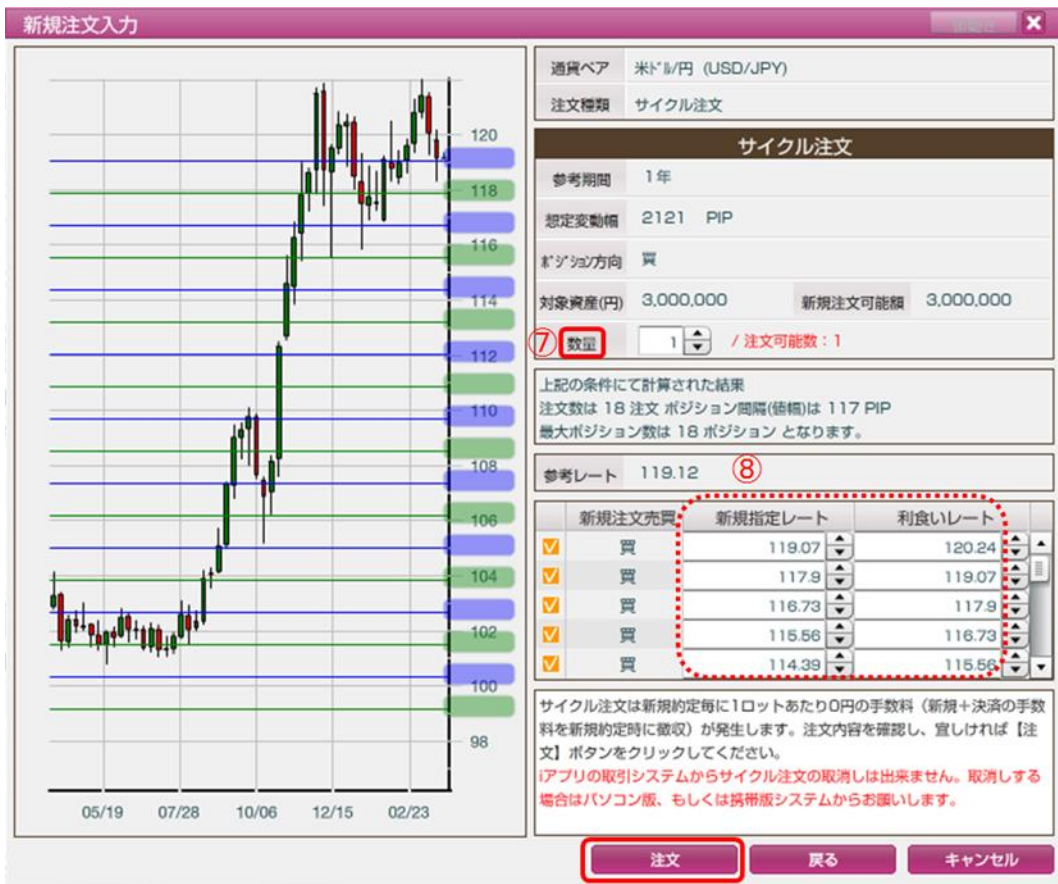 新規注文入力
120
118
116
114
112
110
108
106
104
102
100
98
05/19 07/28 10/06 12/15 02/23
通貨ペア 米ドル/円 (USD/JPY)
注文種類 サイクル注文
サイクル注文
参考期間 1年
想定変動幅 2121 PIP
ポジション方向 買
対象資産(円) 3,000,000 新規注文可能額 3,000,000
⑦ 数量 1 / 注文可能数:1
上記の条件にて計算された結果
注文数は 18 注文 ポジション間隔(値幅)は 117 PIP
最大ポジション数は 18 ポジション となります。
参考レート 119.12 ⑧
新規注文売買 新規指定レート 利食いレート
買 119.07 120.24
買 117.9 119.07
買 116.73 117.9
買 115.56 116.73
買 114.39 115.56
サイクル注文は新規約定毎に1ロットあたり0円の手数料(新規+決済の手数
料を新規約定時に徴収)が発生します。注文内容を確認し、宜しければ【注
文】ボタンをクリックしてください。
iアプリの取引システムからサイクル注文の取消しは出来ません。取消しする
場合はパソコン版、もしくは携帯版システムからお願いします。
注文 戻る キャンセル